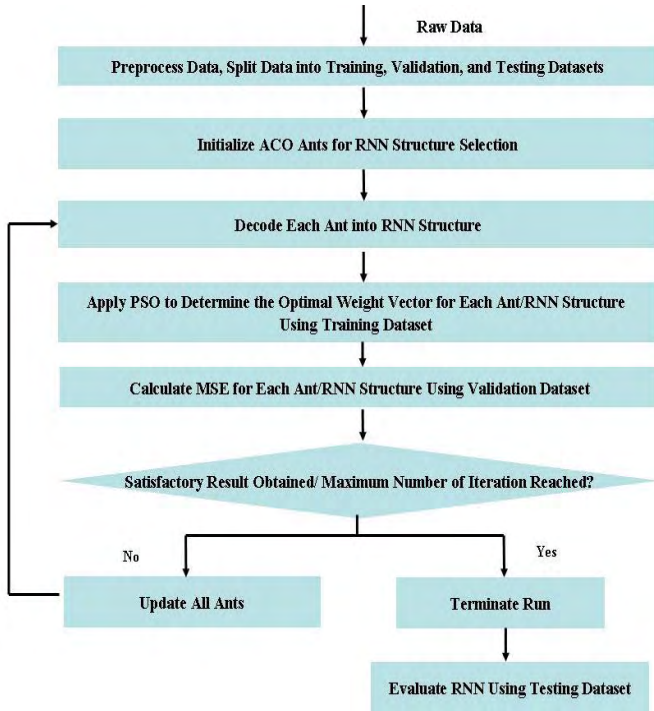 Raw Data
Preprocess Data, Split Data into Training, Validation, and Testing Datasets
Initialize ACO Ants for RNN Structure Selection
Decode Each Ant into RNN Structure
Apply PSO to Determine the Optimal Weight Vector for Each Ant/RNN Structure
Using Training Dataset
Calculate MSE for Each Ant/RNN Structure Using Validation Dataset
Satisfactory Result Obtained/ Maximum Number of Iteration Reached?
No
Yes
Update All Ants
Terminate Run
Evaluate RNN Using Testing Dataset